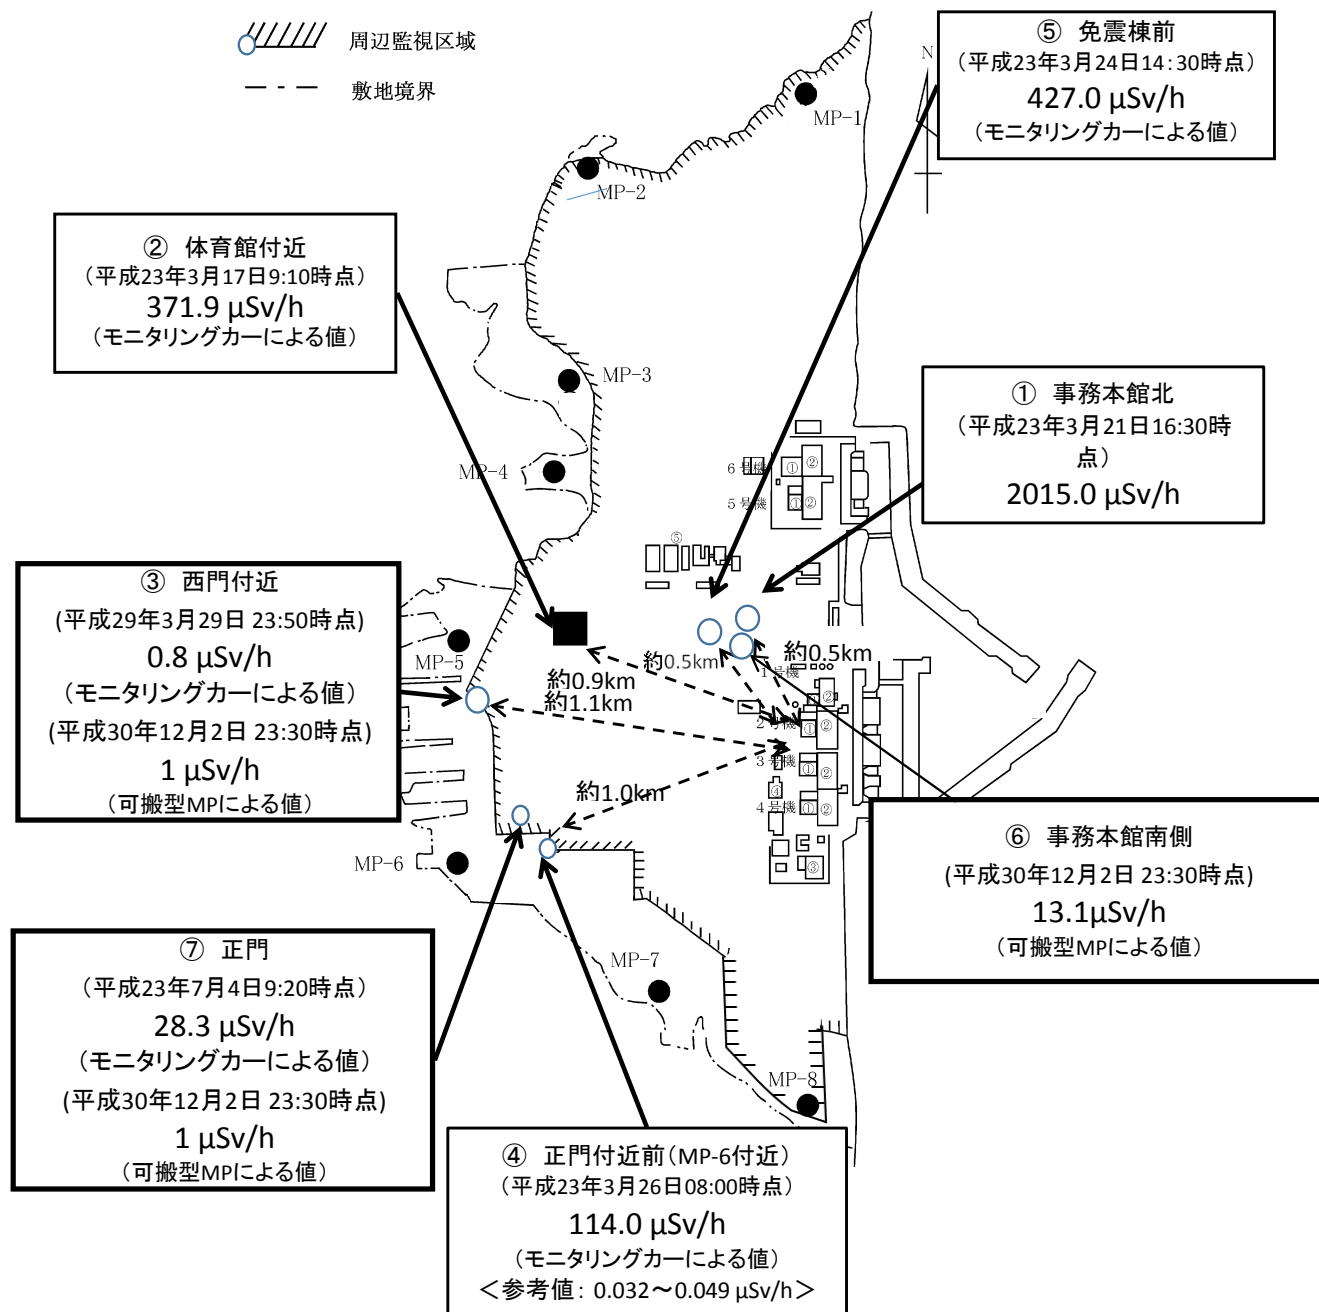 周辺監視区域
敷地境界
⑤ 免震棟前
(平成23年3月24日14:30時点)
427.0 μSv/h
(モニタリングカーによる値)
N
MP-1
MP-2
② 体育館付近
(平成23年3月17日9:10時点)
371.9 μSv/h
(モニタリングカーによる値)
MP-3
MP-4
① 事務本館北
(平成23年3月21日16:30時
点)
2015.0 μSv/h
6号機
①
②
5号機
①
②
⑤
③ 西門付近
(平成29年3月29日 23:50時点)
0.8 μSv/h
(モニタリングカーによる値)
(平成30年12月2日 23:30時点)
1 μSv/h
(可搬型MPによる値)
MP-5
約0.5km
約0.5km
約0.9km
約1.1km
約1.0km
1号機
②
2号機
①
②
3号機
①
②
④
4号機
①
②
③
MP-6
⑥ 事務本館南側
(平成30年12月2日 23:30時点)
13.1μSv/h
(可搬型MPによる値)
⑦ 正門
(平成23年7月4日9:20時点)
28.3 μSv/h
(モニタリングカーによる値)
(平成30年12月2日 23:30時点)
1 μSv/h
(可搬型MPによる値)
MP-7
MP-8
④ 正門付近前(MP-6付近)
(平成23年3月26日08:00時点)
114.0 μSv/h
(モニタリングカーによる値)
<参考値: 0.032~0.049 μSv/h>